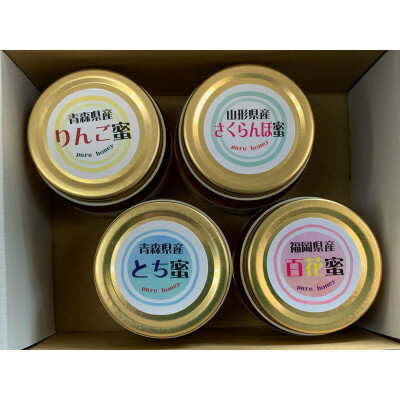 青森県産
りんご蜜
pure honey
山形県産
さくらんぼ蜜
pure honey
青森県産
とち蜜
pure honey
福岡県産
百花蜜
pure honey